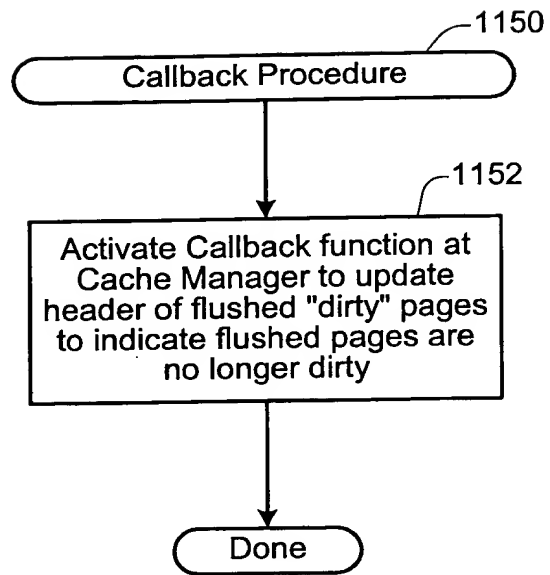 1150
Callback Procedure
1152
Activate Callback function at
Cache Manager to update
header of flushed "dirty" pages
to indicate flushed pages are
no longer dirty
Done